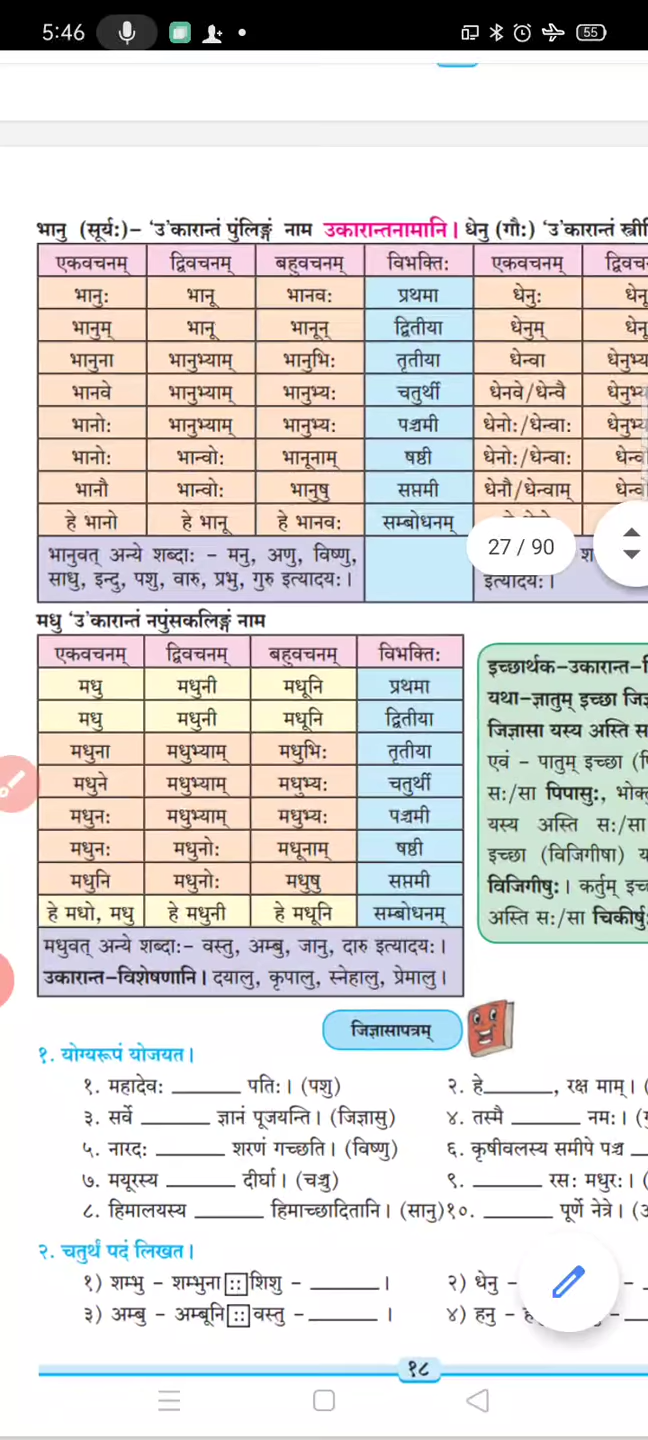 5:46
55
भानु (सूर्य:)- 'उ'कारान्तं पुंलिङ्गं नाम उकारान्तनामानि। धेनु (गौ:) 'उ'कारान्तं
एकवचनम् द्विवचनम् बहुवचनम् विभक्ति: एकवचनम् द्विवच
भानु: भानू भानव: प्रथमा धेनु: धेनू
भानुम् भानू भानून् द्वितीया धेनुम् धेनू
भानुना भानुभ्याम् भानुभि: तृतीया धेन्वा धेनुभ्य
भानवे भानुभ्याम् भानुभ्य: चतुर्थी धेनवे/धेन्वै धेनुभ्य
भानो: भानुभ्याम् भानुभ्य: पञ्चमी धेनो:/धेन्वा: धेनुभ्य
भानो: भान्वो: भानूनाम् षष्ठी धेनो:/धेन्वा: धेन्व
भानौ भान्वो: भानुषु सप्तमी धेनौ/धेन्वाम् धेन्व
हे भानो हे भानू हे भानव: सम्बोधनम्
27 / 90
भानुवत् अन्ये शब्दा: - मनु, अणु, विष्णु,
साधु, इन्दु, पशु, वारु, प्रभु, गुरु इत्यादय:। इत्यादय:।
मधु 'उ'कारान्तं नपुंसकलिङ्गं नाम
एकवचनम् द्विवचनम् बहुवचनम् विभक्ति:
मधु मधुनी मधूनि प्रथमा
मधु मधुनी मधूनि द्वितीया
मधुना मधुभ्याम् मधुभि: तृतीया
मधुने मधुभ्याम् मधुभ्य: चतुर्थी
मधुन: मधुभ्याम् मधुभ्य: पञ्चमी
मधुन: मधुनो: मधूनाम् षष्ठी
मधुनि मधुनो: मधुषु सप्तमी
हे मधो, मधु हे मधुनी हे मधूनि सम्बोधनम्
मधुवत् अन्ये शब्दा:- वस्तु, अम्बु, जानु, दारु इत्यादय:।
उकारान्त-विशेषणानि। दयालु, कृपालु, स्नेहालु, प्रेमालु।
इच्छार्थक-उकारान्त-
यथा-ज्ञातुम् इच्छा
जिज्ञासा यस्य अस्ति स
एवं - पातुम् इच्छा
स:/सा पिपासु:,
यस्य अस्ति स:/सा
इच्छा (विजिगीषा)
विजिगीषु:। कर्तुम्
अस्ति स:/सा चिकीर्षु
जिज्ञासापत्रम्
१. योग्यरूपं योजयत।
१. महादेव: ______ पति:। (पशु) २. हे______, रक्ष माम्। (
३. सर्वे ______ ज्ञानं पूजयन्ति। (जिज्ञासु) ४. तस्मै ______ नम:। (
५. नारद: ______ शरणं गच्छति। (विष्णु) ६. कृषीवलस्य समीपे पञ्च
७. मयूरस्य ______ दीर्घा। (चञ्चु) ९. ______ रस: मधुर:। (
८. हिमालयस्य ______ हिमाच्छादितानि। (सानु) १०. ______ पूर्णे नेत्रे। (
२. चतुर्थं पदं लिखत।
१) शम्भु - शम्भुना :: शिशु - ______। २) धेनु -
३) अम्बु - अम्बूनि :: वस्तु - ______। ४) हनु -
१८